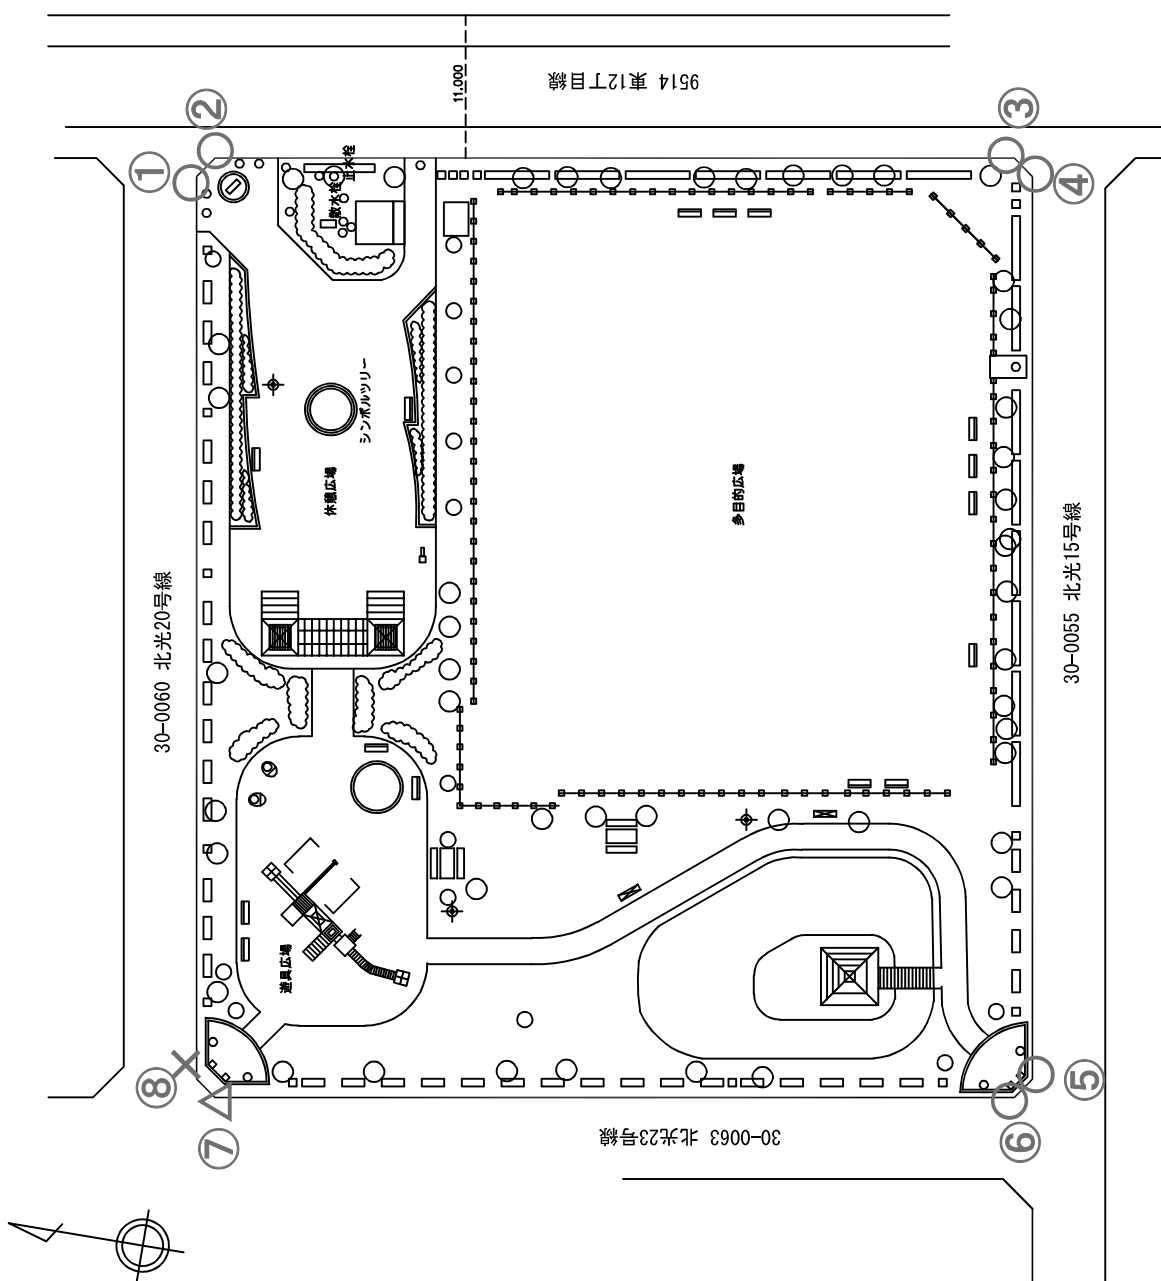 9514 東12丁目線
11.000
②
③
①
④
止水栓
散水栓
シンボルツリー
休憩広場
多目的広場
30-0060 北光20号線
30-0055 北光15号線
遊具広場
⑧
⑦
⑤
⑥
30-0063 北光23号線